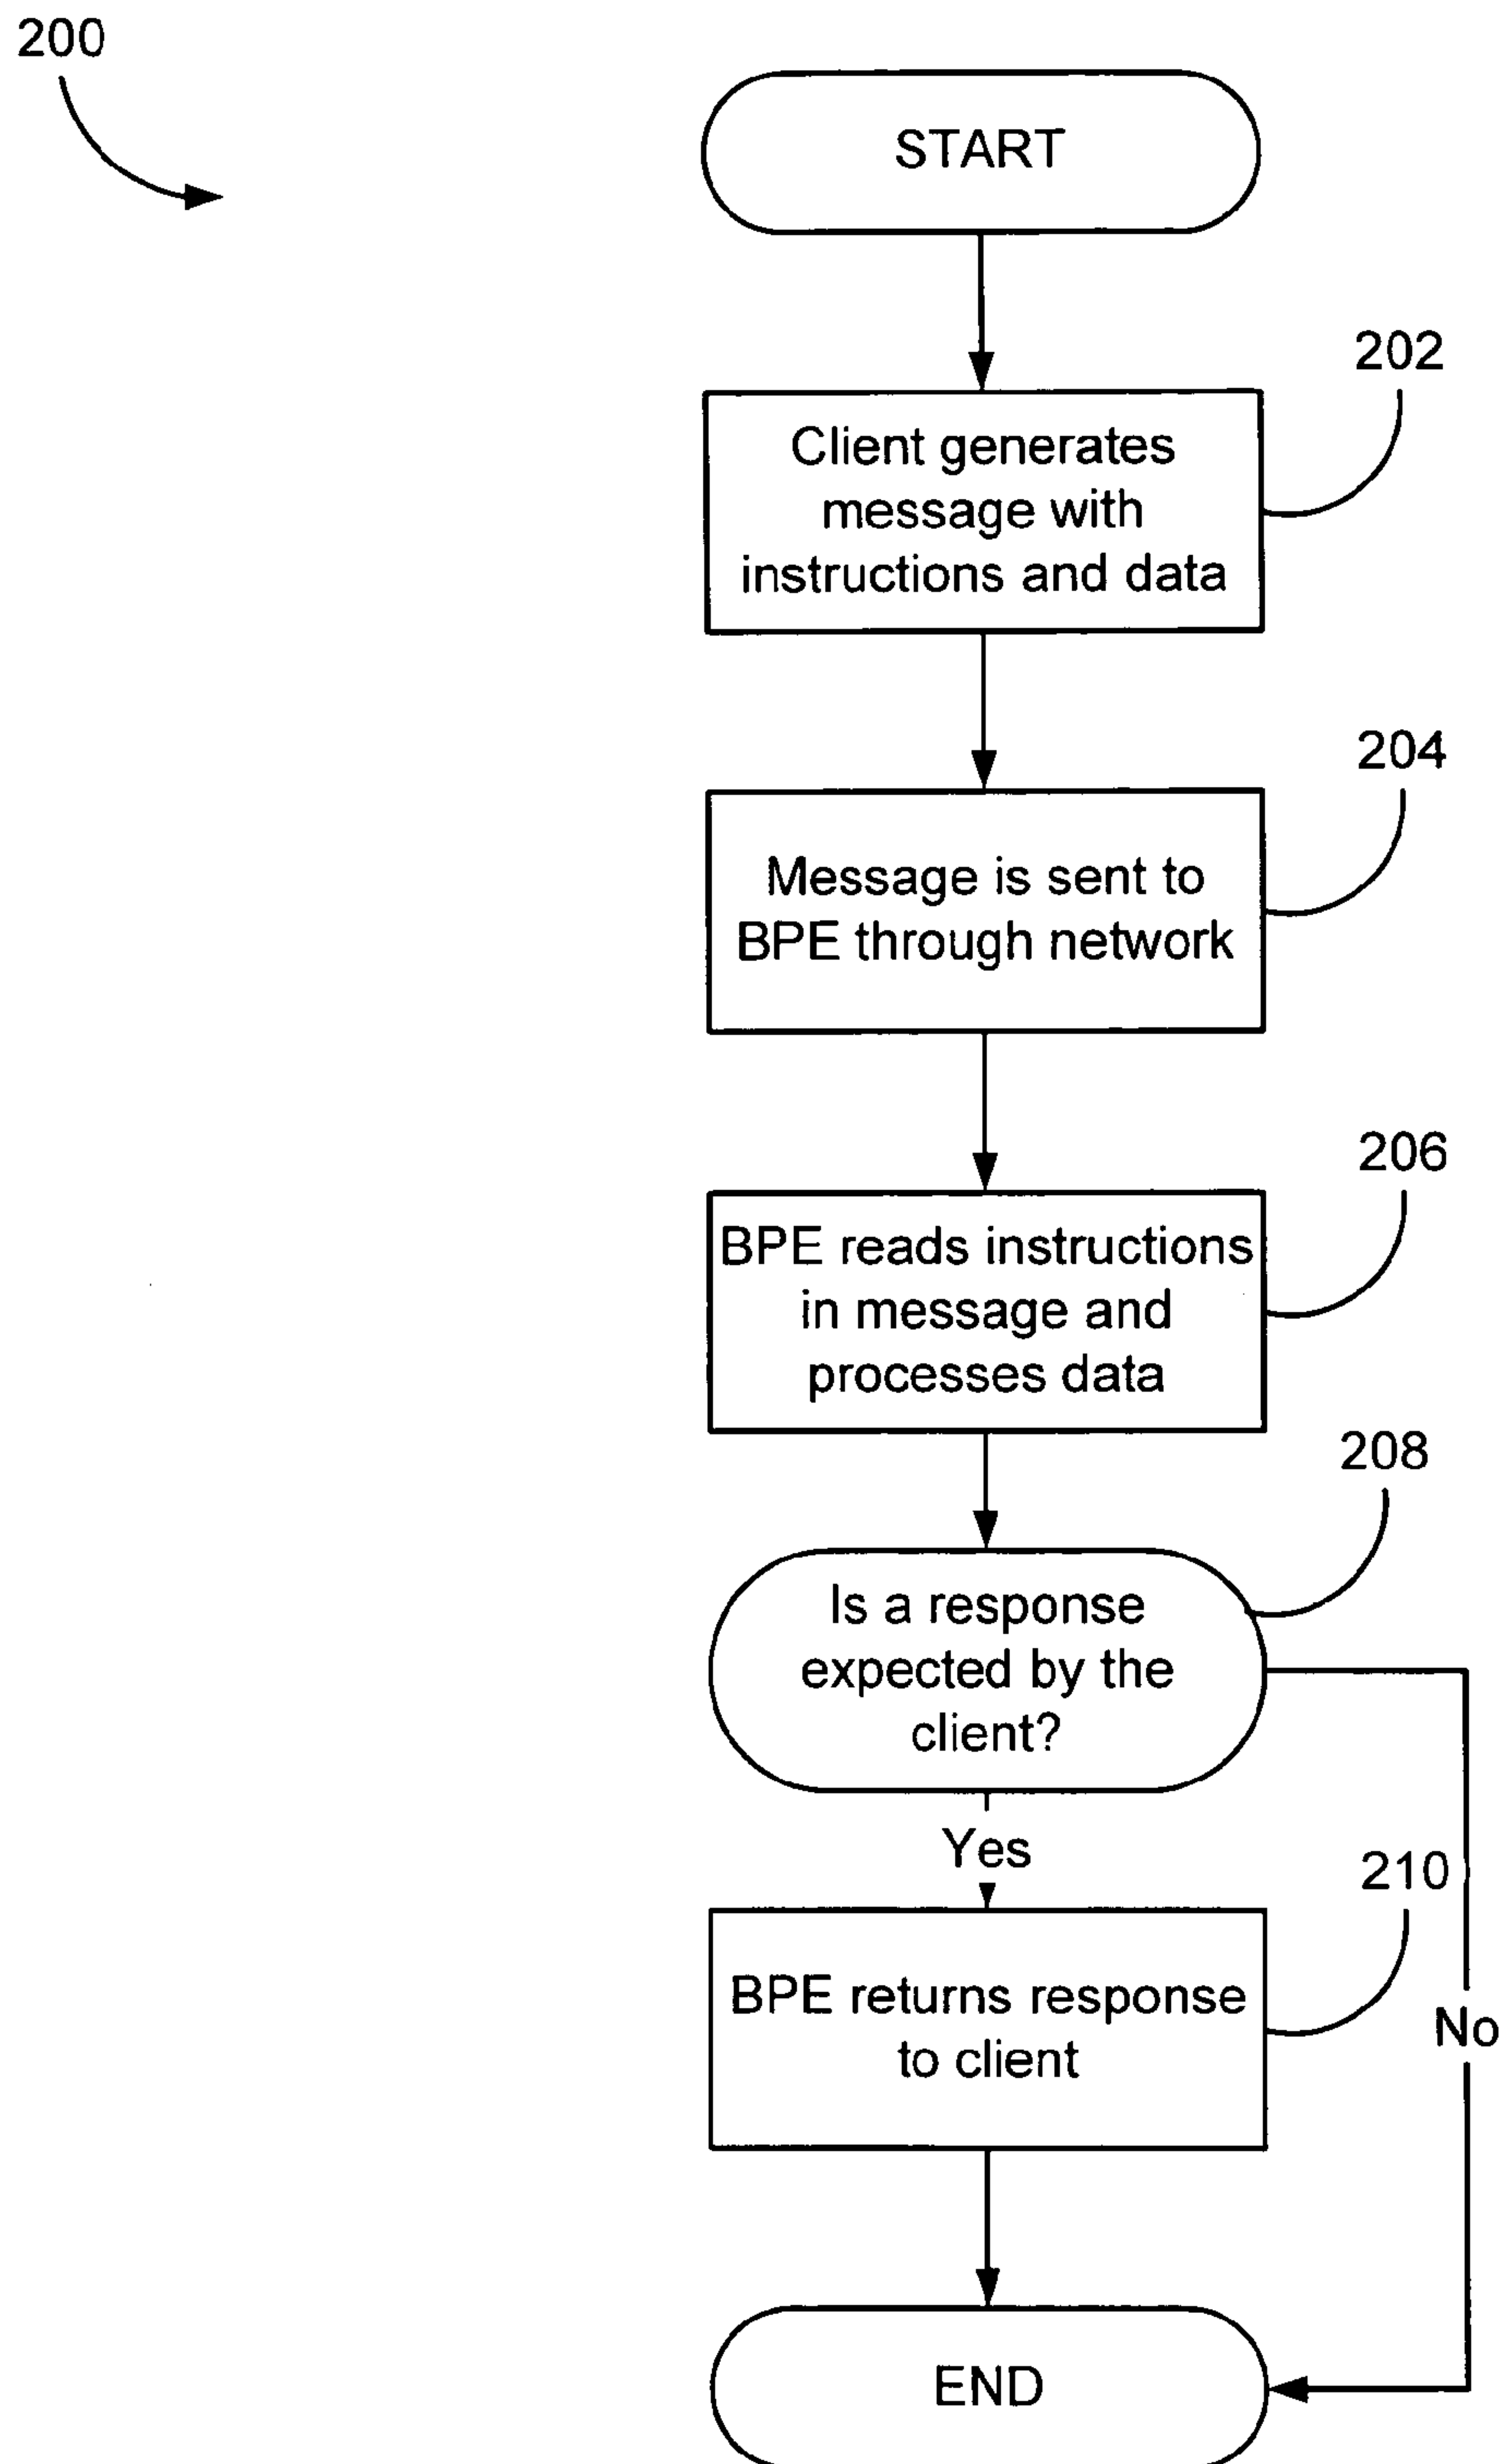 200
START
202
Client generates
message with
instructions and data
204
Message is sent to
BPE through network
206
BPE reads instructions
in message and
processes data
208
Is a response
expected by the
client?
Yes
210
BPE returns response
to client
No
END